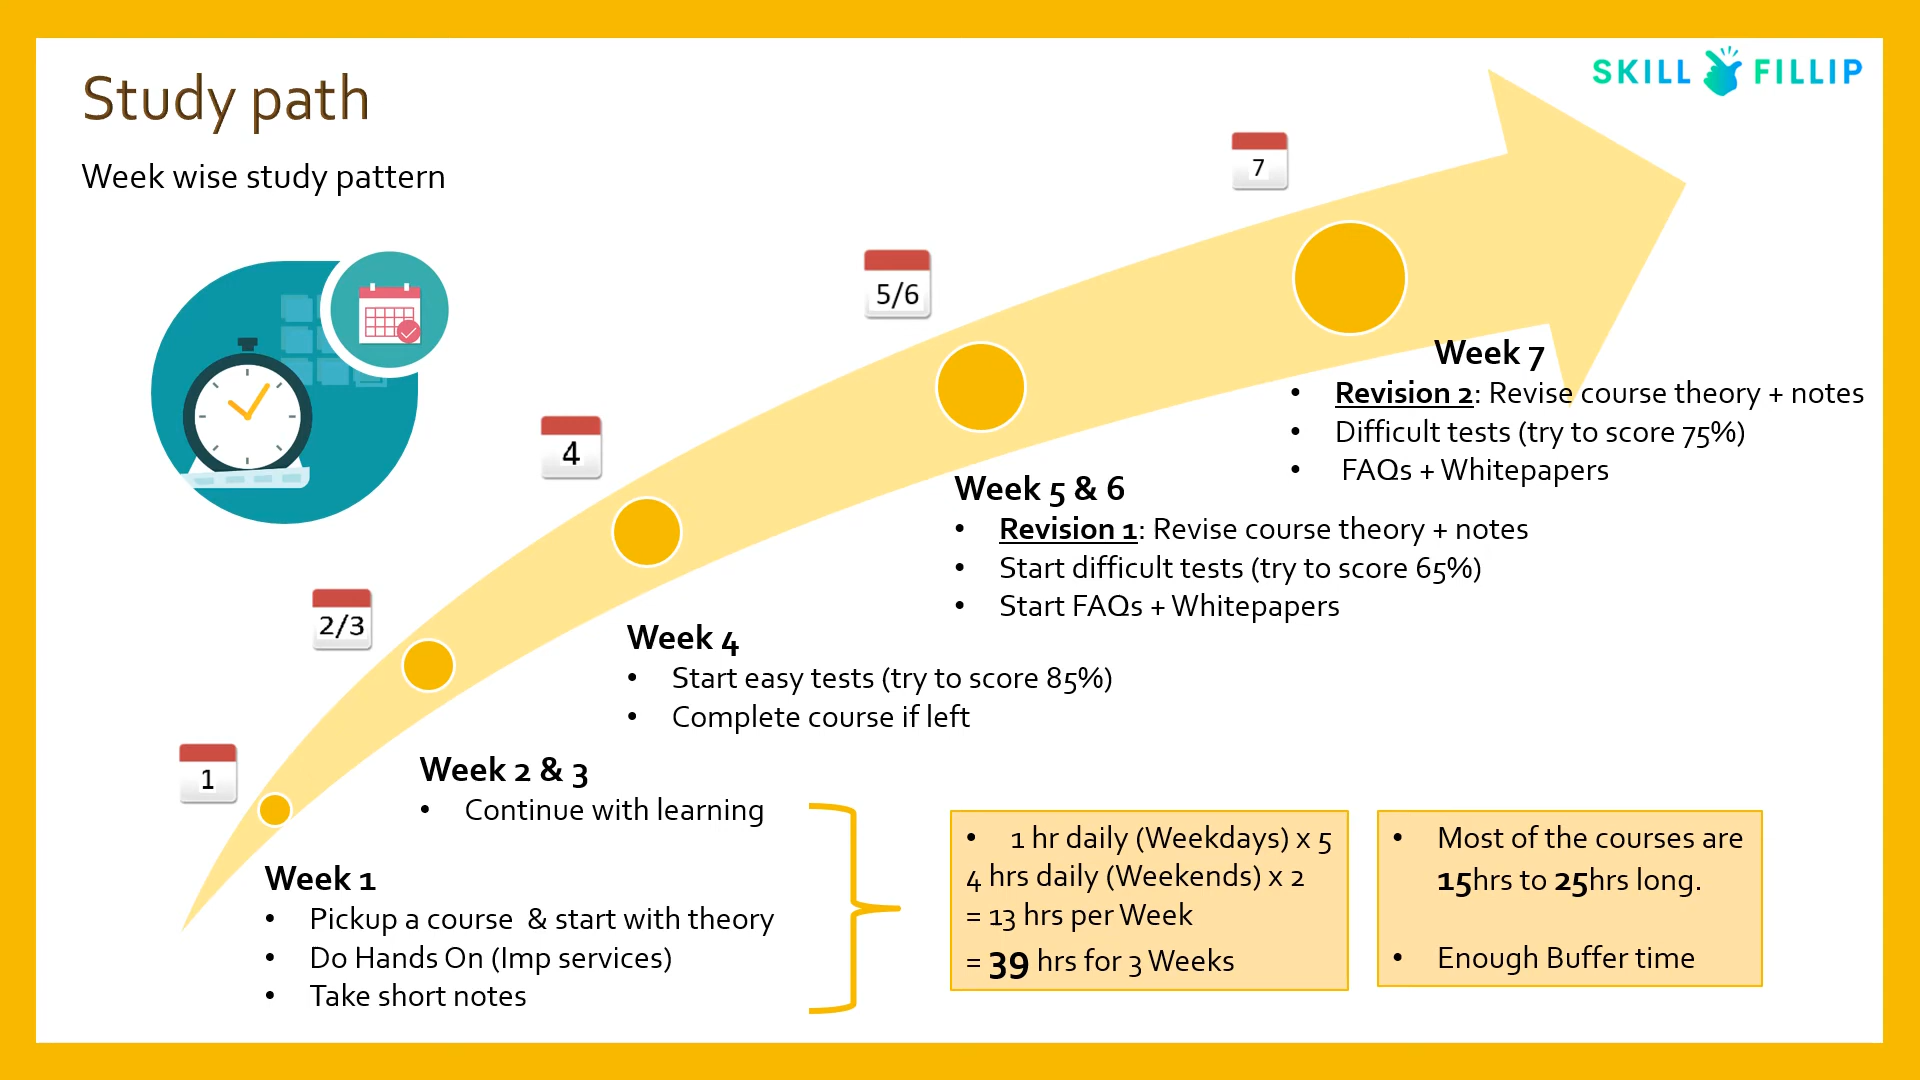 Study path
SKILL FILLIP
Week wise study pattern
7
5/6
4
2/3
1
Week 7
• Revision 2: Revise course theory + notes
• Difficult tests (try to score 75%)
• FAQs + Whitepapers
Week 5 & 6
• Revision 1: Revise course theory + notes
• Start difficult tests (try to score 65%)
• Start FAQs + Whitepapers
Week 4
• Start easy tests (try to score 85%)
• Complete course if left
Week 2 & 3
• Continue with learning
Week 1
• Pickup a course & start with theory
• Do Hands On (Imp services)
• Take short notes
• 1 hr daily (Weekdays) x 5
4 hrs daily (Weekends) x 2
= 13 hrs per Week
= 39 hrs for 3 Weeks
• Most of the courses are
15hrs to 25hrs long.
• Enough Buffer time